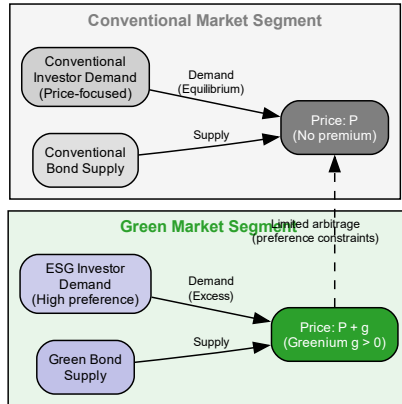 Conventional Market Segment
Conventional
Investor Demand
(Price-focused)
Demand
(Equilibrium)
Price: P
(No premium)
Supply
Conventional
Bond Supply
Green Market Segment
Limited arbitrage
(preference constraints)
ESG Investor
Demand
(High preference)
Demand
(Excess)
Price: P + g
(Greenium g > 0)
Supply
Green Bond
Supply